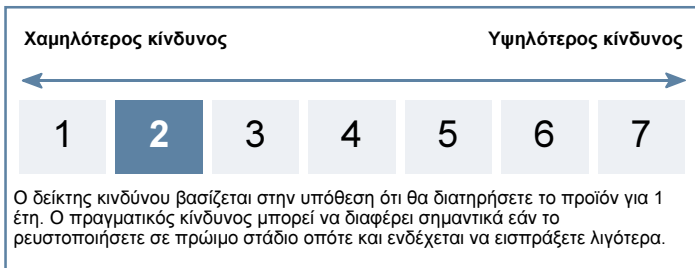 Χαμηλότερος κίνδυνος Υψηλότερος κίνδυνος
1 2 3 4 5 6 7
Ο δείκτης κινδύνου βασίζεται στην υπόθεση ότι θα διατηρήσετε το προϊόν για 1
έτη. Ο πραγματικός κίνδυνος μπορεί να διαφέρει σημαντικά εάν το
ρευστοποιήσετε σε πρώιμο στάδιο οπότε και ενδέχεται να εισπράξετε λιγότερα.